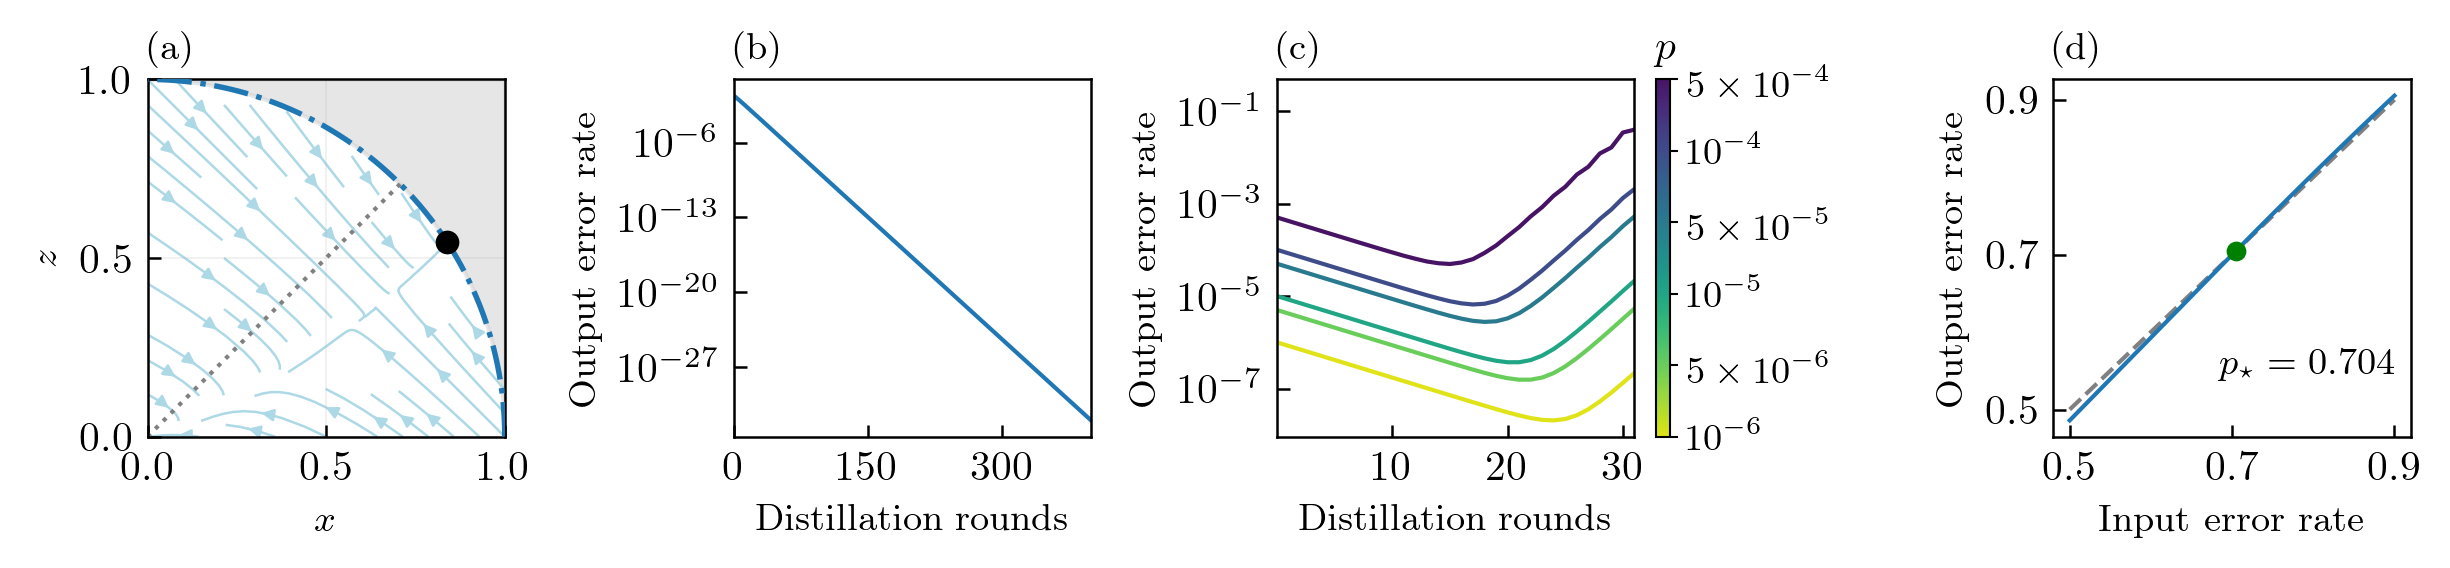 (a)
1.0
0.5
0.0
z
0.0 0.5 1.0
x
(b)
Output error rate
10⁻⁶
10⁻¹³
10⁻²⁰
10⁻²⁷
0 150 300
Distillation rounds
(c)
Output error rate
10⁻¹
10⁻³
10⁻⁵
10⁻⁷
10 20 30
Distillation rounds
p
5 × 10⁻⁴
10⁻⁴
5 × 10⁻⁵
10⁻⁵
5 × 10⁻⁶
10⁻⁶
(d)
Output error rate
0.9
0.7
0.5
p⋆ = 0.704
0.5 0.7 0.9
Input error rate